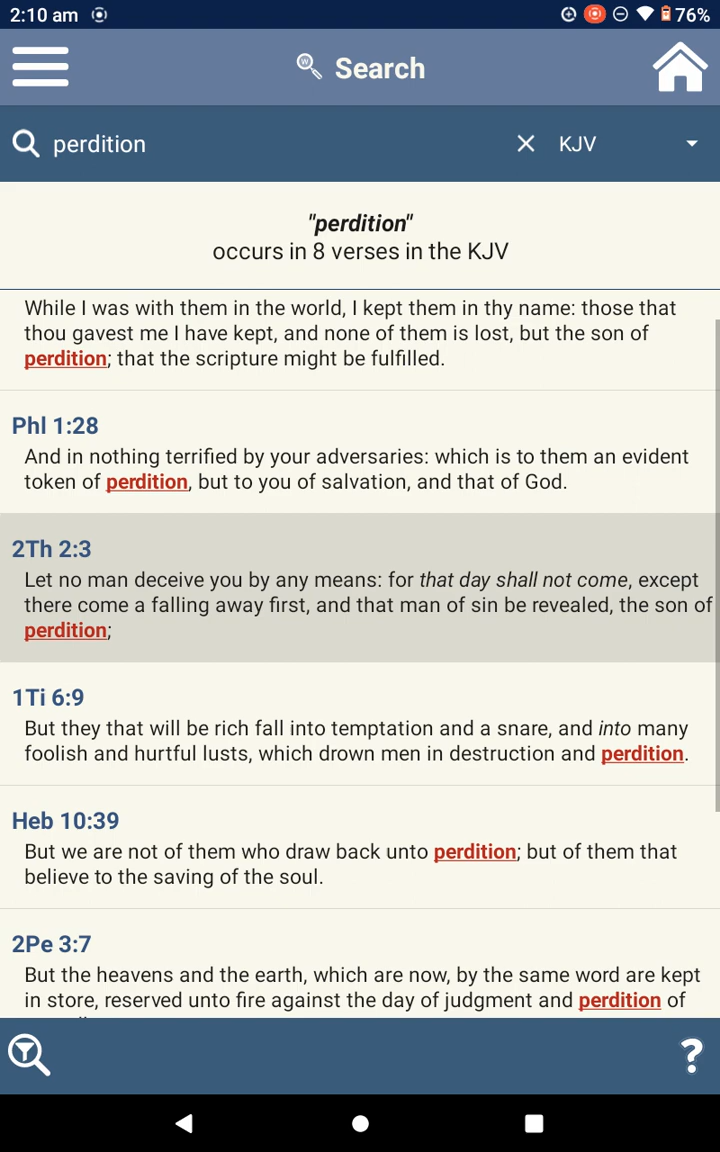 2:10 am
76%
Search
perdition
KJV
"perdition"
occurs in 8 verses in the KJV
While I was with them in the world, I kept them in thy name: those that
thou gavest me I have kept, and none of them is lost, but the son of
perdition; that the scripture might be fulfilled.
Phl 1:28
And in nothing terrified by your adversaries: which is to them an evident
token of perdition, but to you of salvation, and that of God.
2Th 2:3
Let no man deceive you by any means: for that day shall not come, except
there come a falling away first, and that man of sin be revealed, the son of
perdition;
1Ti 6:9
But they that will be rich fall into temptation and a snare, and into many
foolish and hurtful lusts, which drown men in destruction and perdition.
Heb 10:39
But we are not of them who draw back unto perdition; but of them that
believe to the saving of the soul.
2Pe 3:7
But the heavens and the earth, which are now, by the same word are kept
in store, reserved unto fire against the day of judgment and perdition of
?